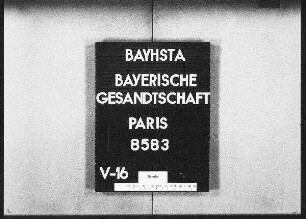 BAYHSTA
BAYERISCHE
GESANDTSCHAFT
PARIS
8583
V-16